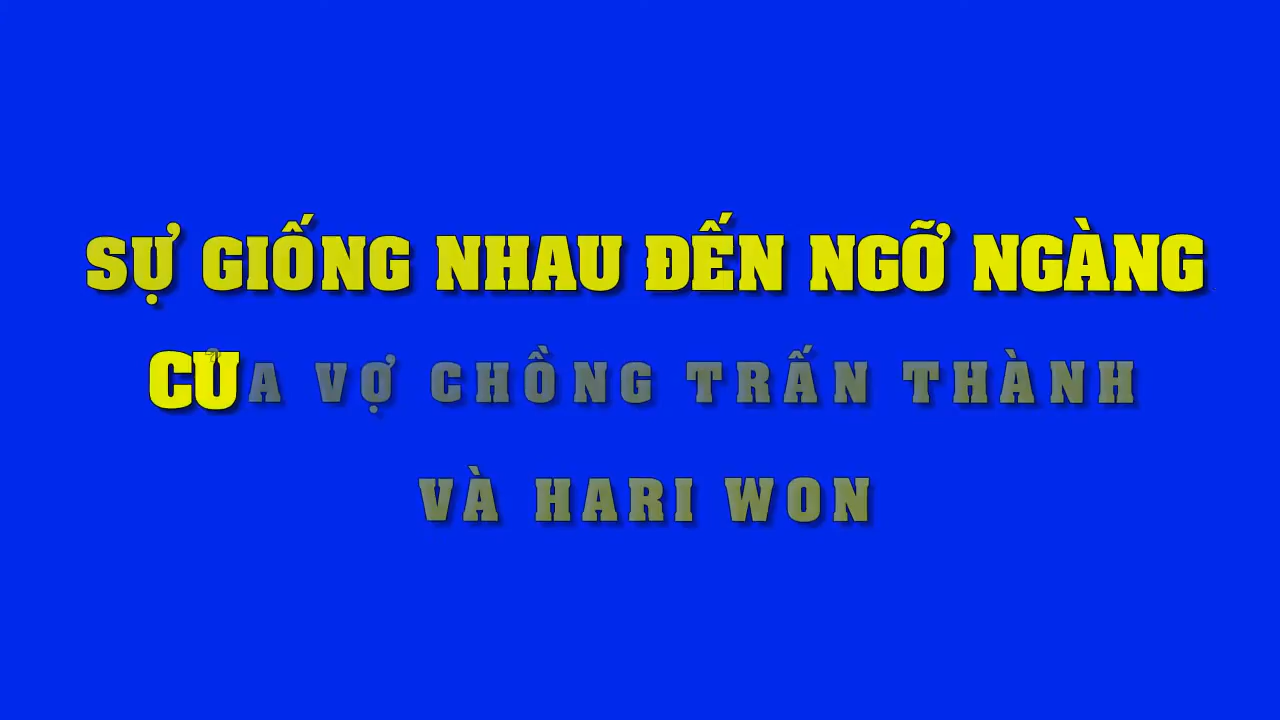 SỰ GIỐNG NHAU ĐẾN NGỠ NGÀNG
CỦA VỢ CHỒNG TRẤN THÀNH
VÀ HARI WON